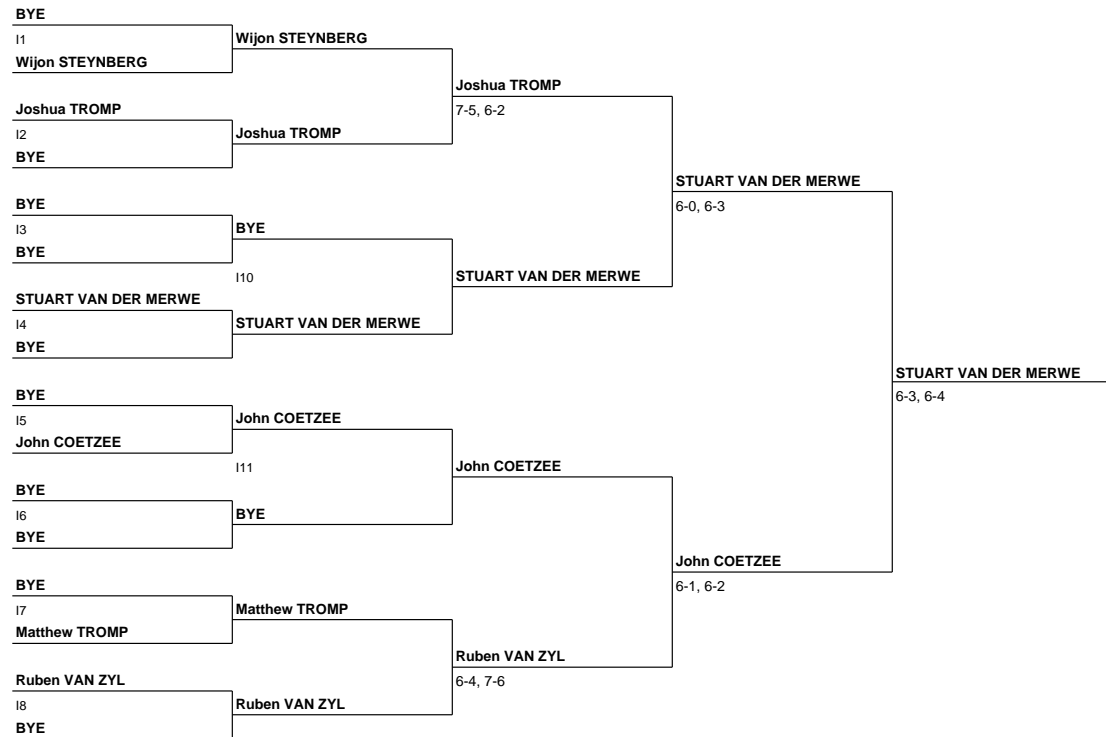 BYE
I1
Wijon STEYNBERG
Joshua TROMP
I2
BYE
BYE
I3
BYE
STUART VAN DER MERWE
I4
BYE
BYE
I5
John COETZEE
BYE
I6
BYE
BYE
I7
Matthew TROMP
Ruben VAN ZYL
I8
BYE
Wijon STEYNBERG
Joshua TROMP
BYE
I10
STUART VAN DER MERWE
John COETZEE
I11
BYE
Matthew TROMP
Ruben VAN ZYL
Joshua TROMP
7-5, 6-2
STUART VAN DER MERWE
John COETZEE
Ruben VAN ZYL
6-4, 7-6
STUART VAN DER MERWE
6-0, 6-3
John COETZEE
6-1, 6-2
STUART VAN DER MERWE
6-3, 6-4